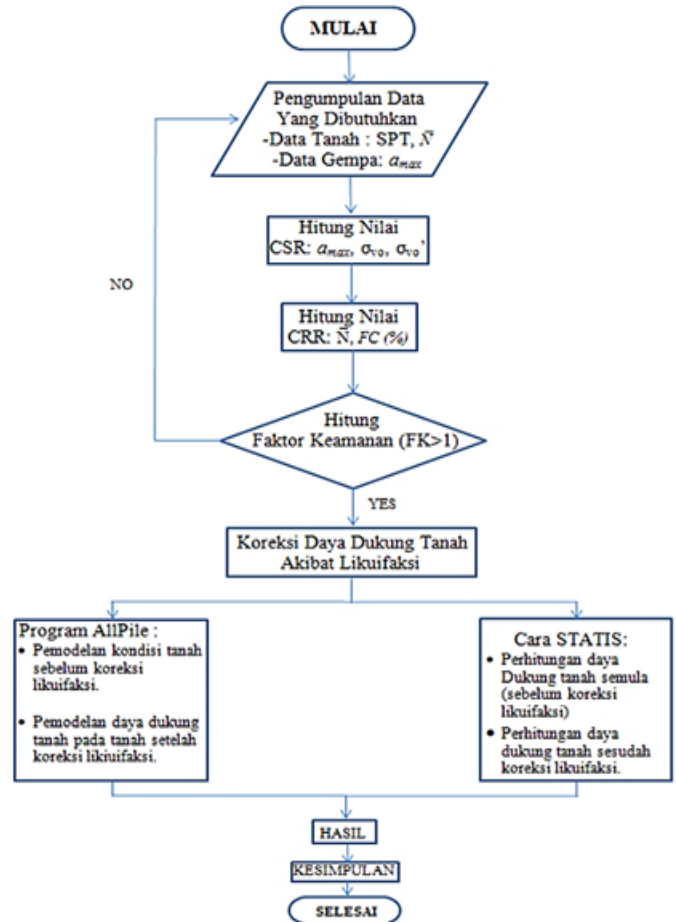 MULAI
Pengumpulan Data
Yang Dibutuhkan
-Data Tanah : SPT, N̄
-Data Gempa: amax
Hitung Nilai
CSR: amax, σvo, σvo'
NO
Hitung Nilai
CRR: N̄, FC (%)
Hitung
Faktor Keamanan (FK>1)
YES
Koreksi Daya Dukung Tanah
Akibat Likuifaksi
Program AllPile :
• Pemodelan kondisi tanah
sebelum koreksi
likuifaksi.
• Pemodelan daya dukung
tanah pada tanah setelah
koreksi likiuifaksi.
Cara STATIS:
• Perhitungan daya
Dukung tanah semula
(sebelum koreksi
likuifaksi)
• Perhitungan daya
dukung tanah sesudah
koreksi likuifaksi.
HASIL
KESIMPULAN
SELESAI